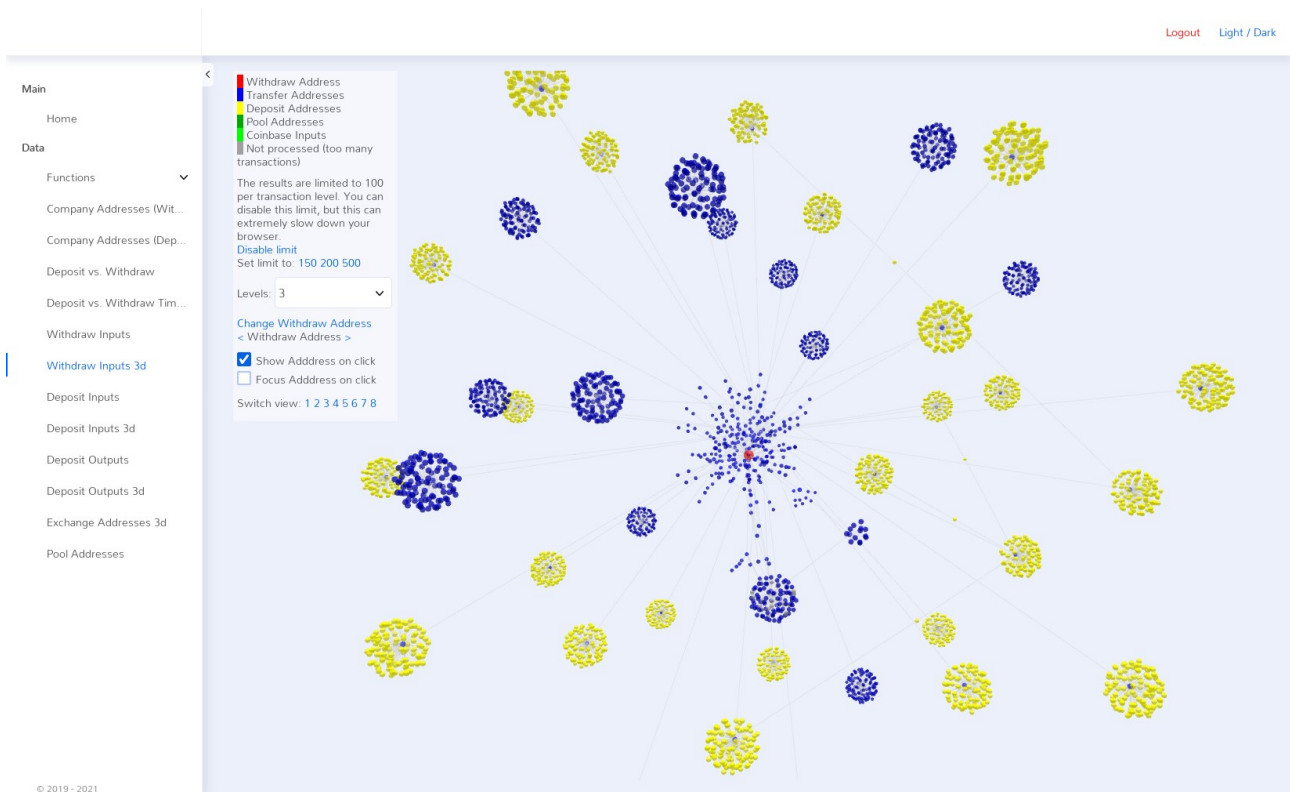 Logout Light / Dark
Main
Home
Data
Functions
Company Addresses (Wit...
Company Addresses (Dep...
Deposit vs. Withdraw
Deposit vs. Withdraw Tim...
Withdraw Inputs
Withdraw Inputs 3d
Deposit Inputs
Deposit Inputs 3d
Deposit Outputs
Deposit Outputs 3d
Exchange Addresses 3d
Pool Addresses
© 2019 - 2021
Withdraw Address
Transfer Addresses
Deposit Addresses
Pool Addresses
Coinbase Inputs
Not processed (too many
transactions)
The results are limited to 100
per transaction level. You can
disable this limit, but this can
extremely slow down your
browser.
Disable limit
Set limit to: 150 200 500
Levels: 3
Change Withdraw Address
< Withdraw Address >
Show Adddress on click
Focus Adddress on click
Switch view: 1 2 3 4 5 6 7 8